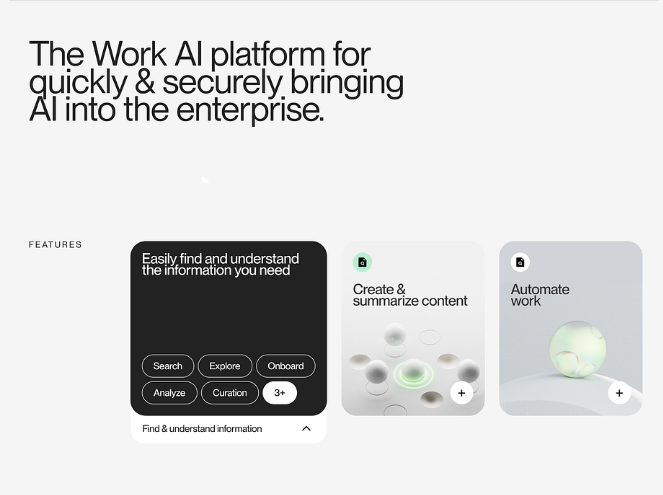 The Work AI platform for
quickly & securely bringing
AI into the enterprise.
FEATURES
Easily find and understand
the information you need
Search
Explore
Onboard
Analyze
Curation
3+
Find & understand information
Create &
summarize content
+
Automate
work
+